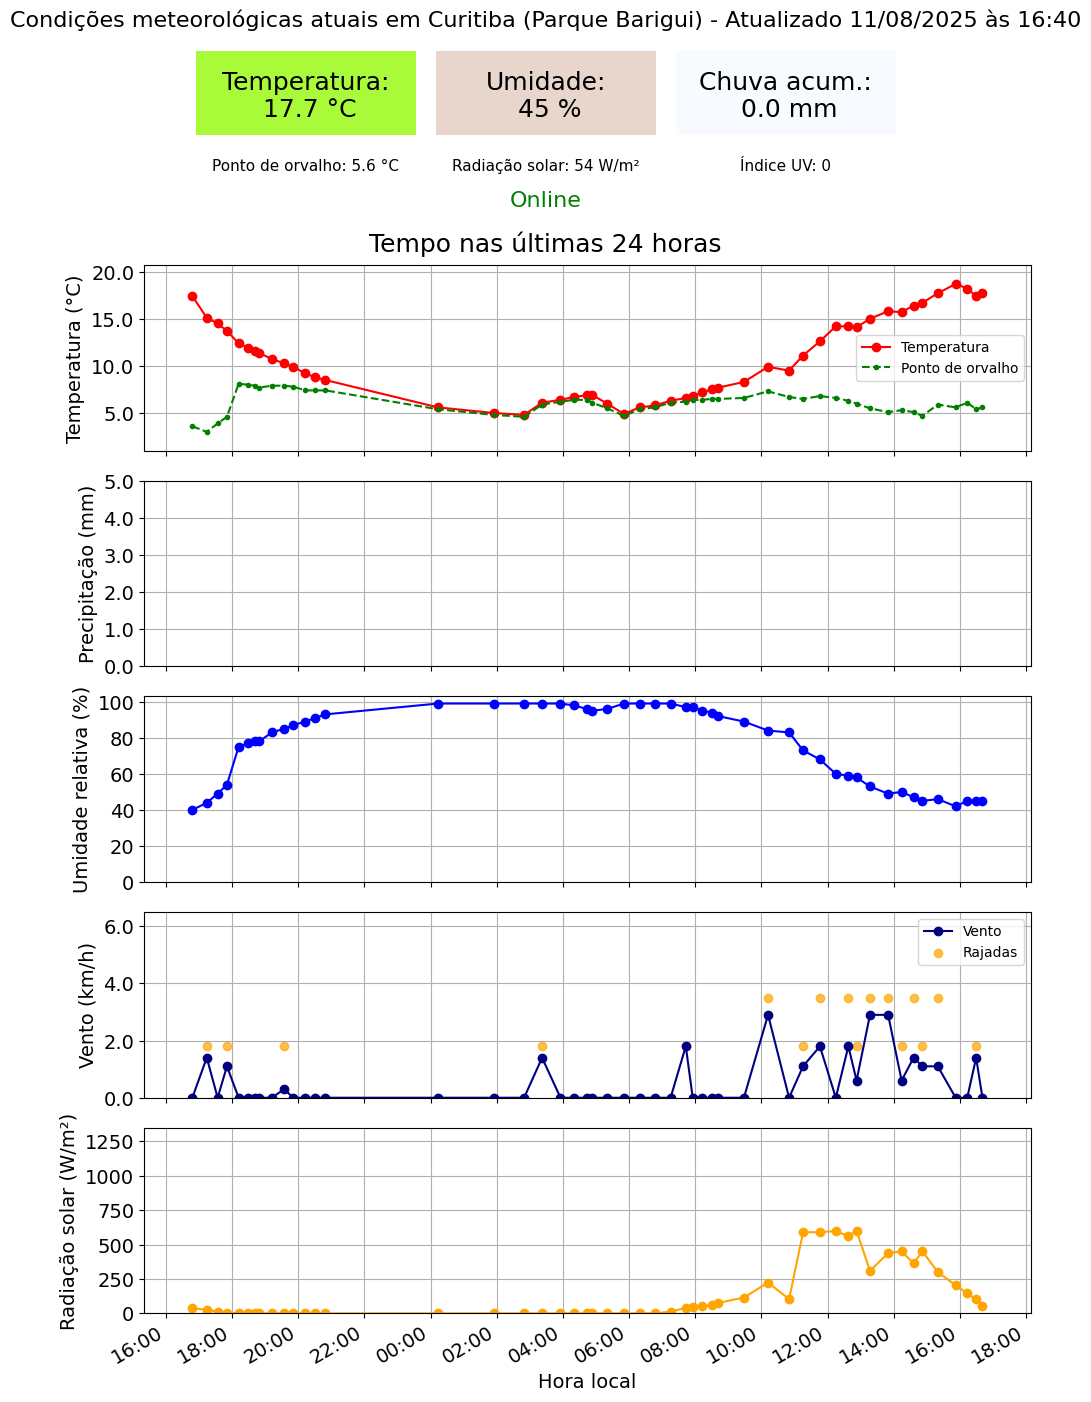 Condições meteorológicas atuais em Curitiba (Parque Barigui) - Atualizado 11/08/2025 às 16:40
Temperatura:
17.7 °C
Umidade:
45 %
Chuva acum.:
0.0 mm
Ponto de orvalho: 5.6 °C
Radiação solar: 54 W/m²
Índice UV: 0
Online
Tempo nas últimas 24 horas
Temperatura (°C)
20.0
15.0
10.0
5.0
Temperatura
Ponto de orvalho
Precipitação (mm)
5.0
4.0
3.0
2.0
1.0
0.0
Umidade relativa (%)
100
80
60
40
20
0
Vento (km/h)
6.0
4.0
2.0
0.0
Vento
Rajadas
Radiação solar (W/m²)
1250
1000
750
500
250
0
16:00
18:00
20:00
22:00
00:00
02:00
04:00
06:00
08:00
10:00
12:00
14:00
16:00
18:00
Hora local